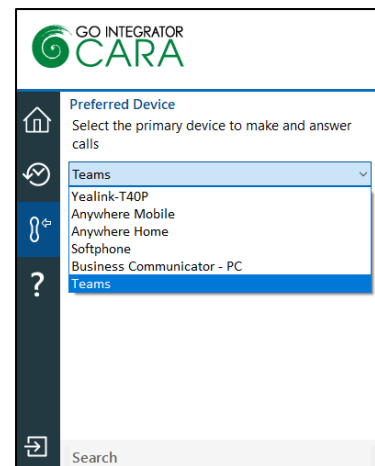 GO INTEGRATOR
CARA
Preferred Device
Select the primary device to make and answer
calls
Teams
Yealink-T40P
Anywhere Mobile
Anywhere Home
Softphone
Business Communicator - PC
Teams
?
Search